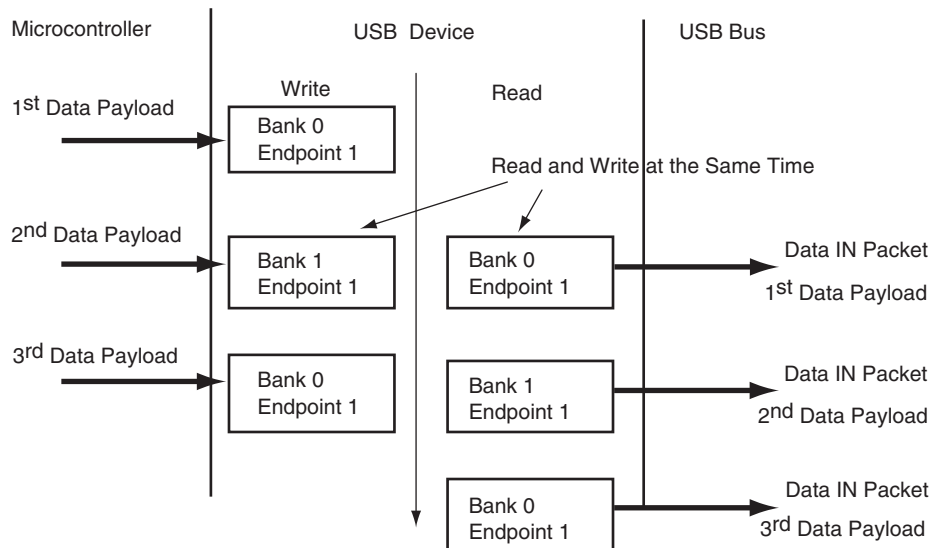 Microcontroller
USB Device
USB Bus
Write
Read
1st Data Payload
Bank 0
Endpoint 1
Read and Write at the Same Time
2nd Data Payload
Bank 1
Endpoint 1
Bank 0
Endpoint 1
Data IN Packet
1st Data Payload
3rd Data Payload
Bank 0
Endpoint 1
Bank 1
Endpoint 1
Data IN Packet
2nd Data Payload
Bank 0
Endpoint 1
Data IN Packet
3rd Data Payload